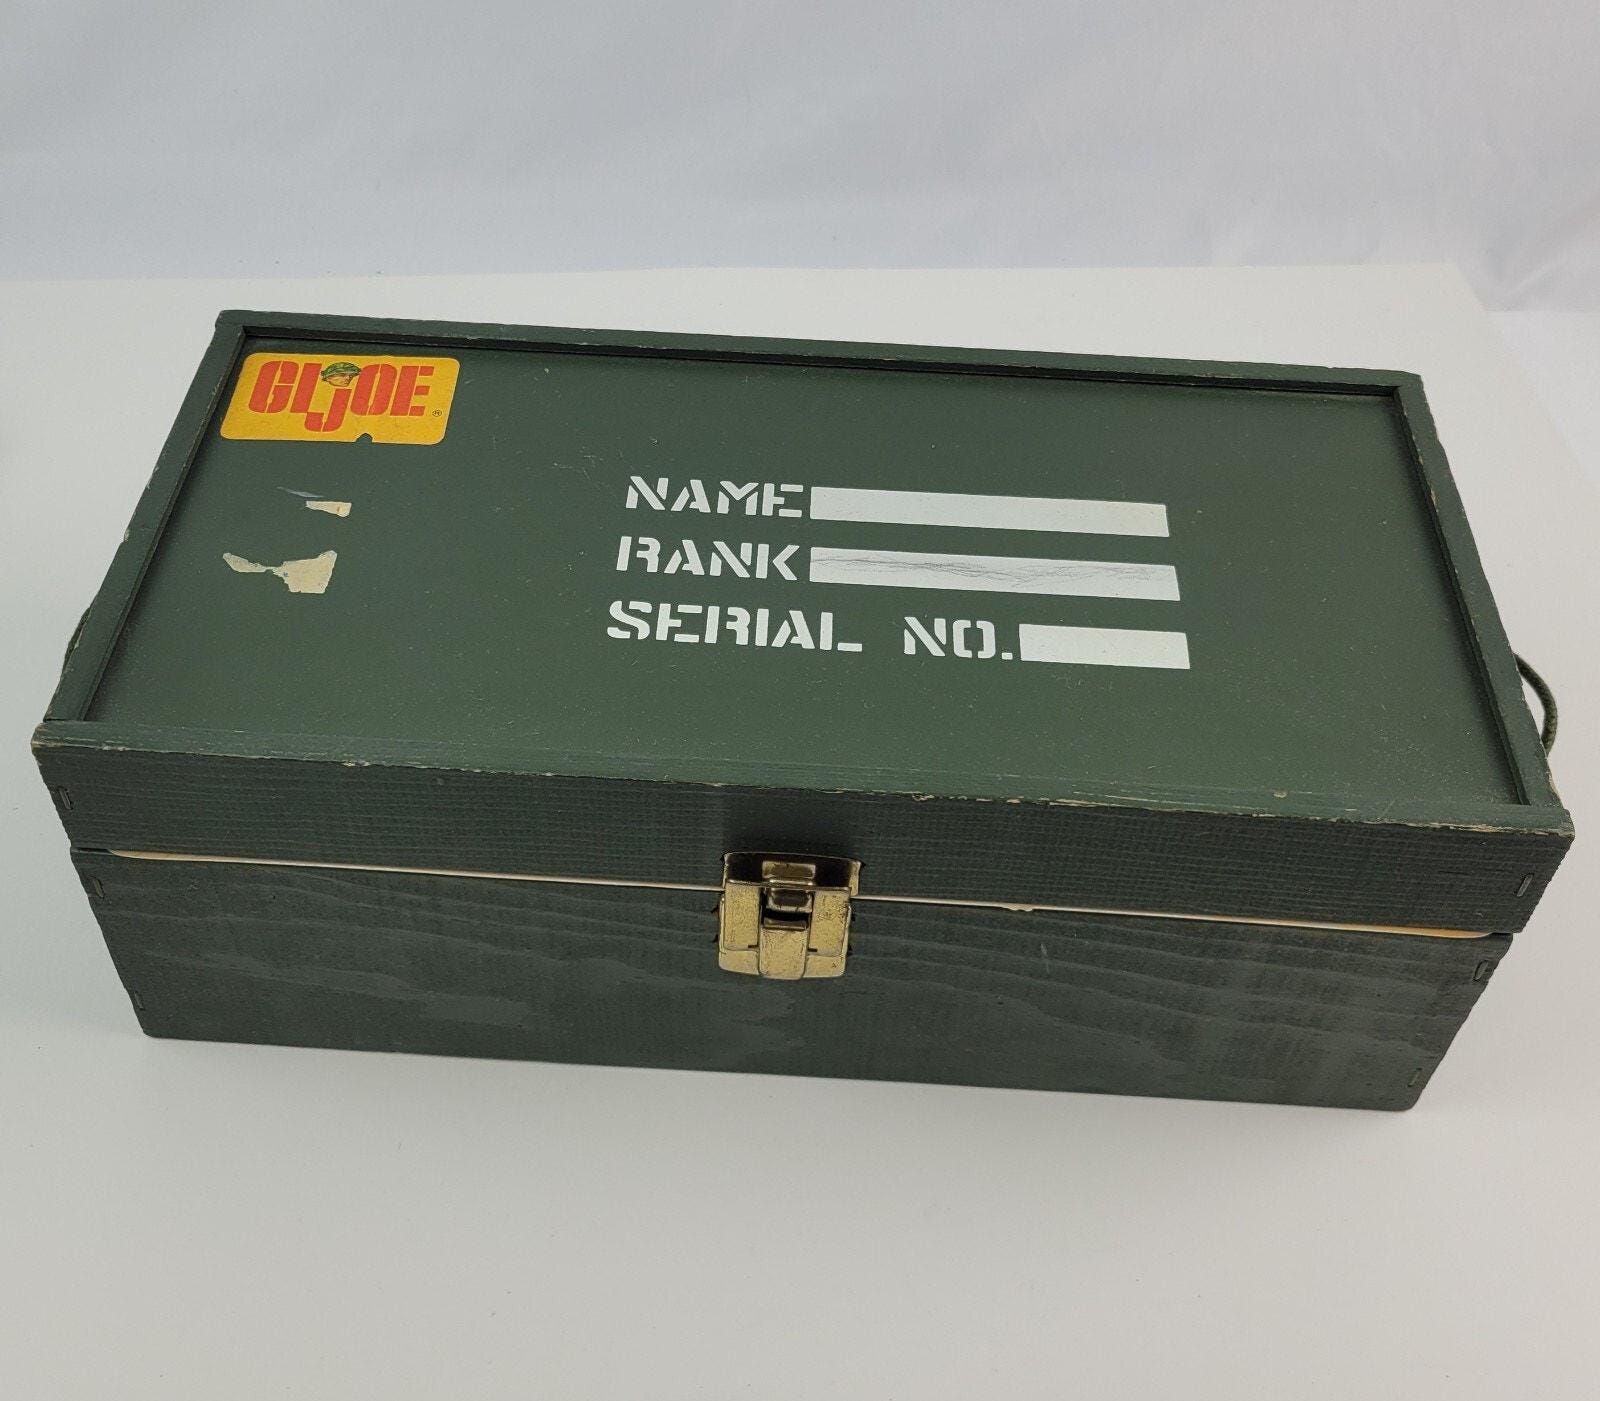 GI JOE ®
NAME
RANK
SERIAL NO.